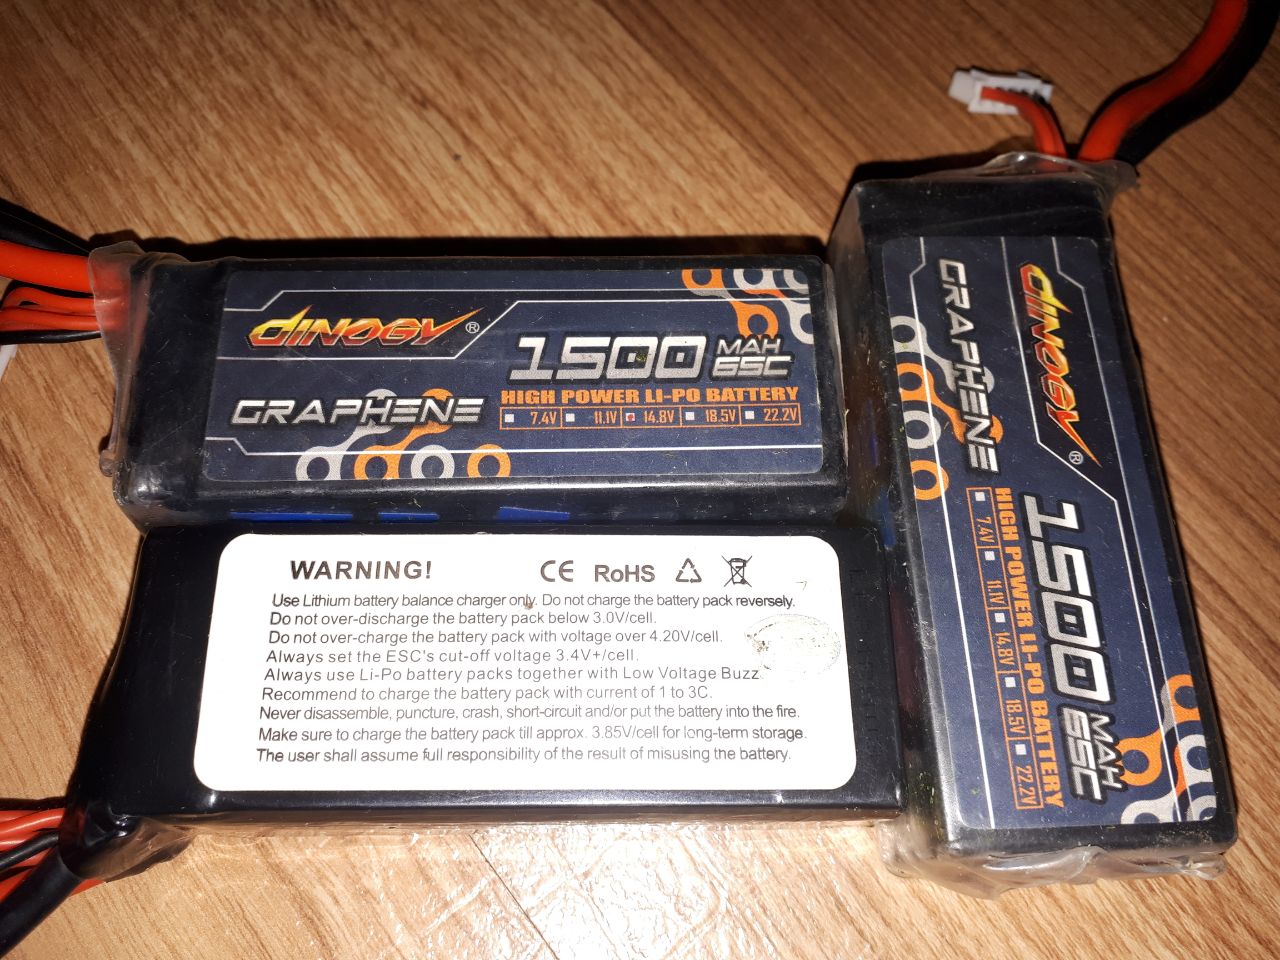 DINOGY®
1500 MAH
65C
GRAPHENE
HIGH POWER LI-PO BATTERY
7.4V 11.1V 14.8V 18.5V 22.2V
WARNING! CE RoHS
Use Lithium battery balance charger only. Do not charge the battery pack reversely.
Do not over-discharge the battery pack below 3.0V/cell.
Do not over-charge the battery pack with voltage over 4.20V/cell.
Always set the ESC's cut-off voltage 3.4V+/cell.
Always use Li-Po battery packs together with Low Voltage Buzz
Recommend to charge the battery pack with current of 1 to 3C.
Never disassemble, puncture, crash, short-circuit and/or put the battery into the fire.
Make sure to charge the battery pack till approx. 3.85V/cell for long-term storage.
The user shall assume full responsibility of the result of misusing the battery.
DINOGY®
1500 MAH
65C
GRAPHENE
HIGH POWER LI-PO BATTERY
7.4V 11.1V 14.8V 18.5V 22.2V